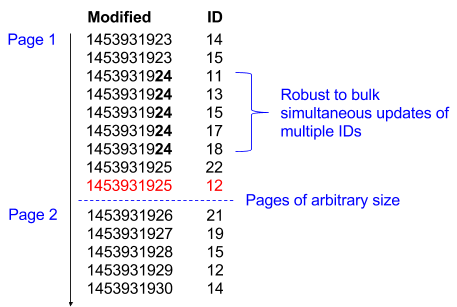 Modified ID
Page 1 1453931923 14
1453931923 15
1453931924 11
1453931924 13
1453931924 15
1453931924 17
1453931924 18
Robust to bulk
simultaneous updates of
multiple IDs
1453931925 22
1453931925 12
Pages of arbitrary size
Page 2 1453931926 21
1453931927 19
1453931928 15
1453931929 12
1453931930 14